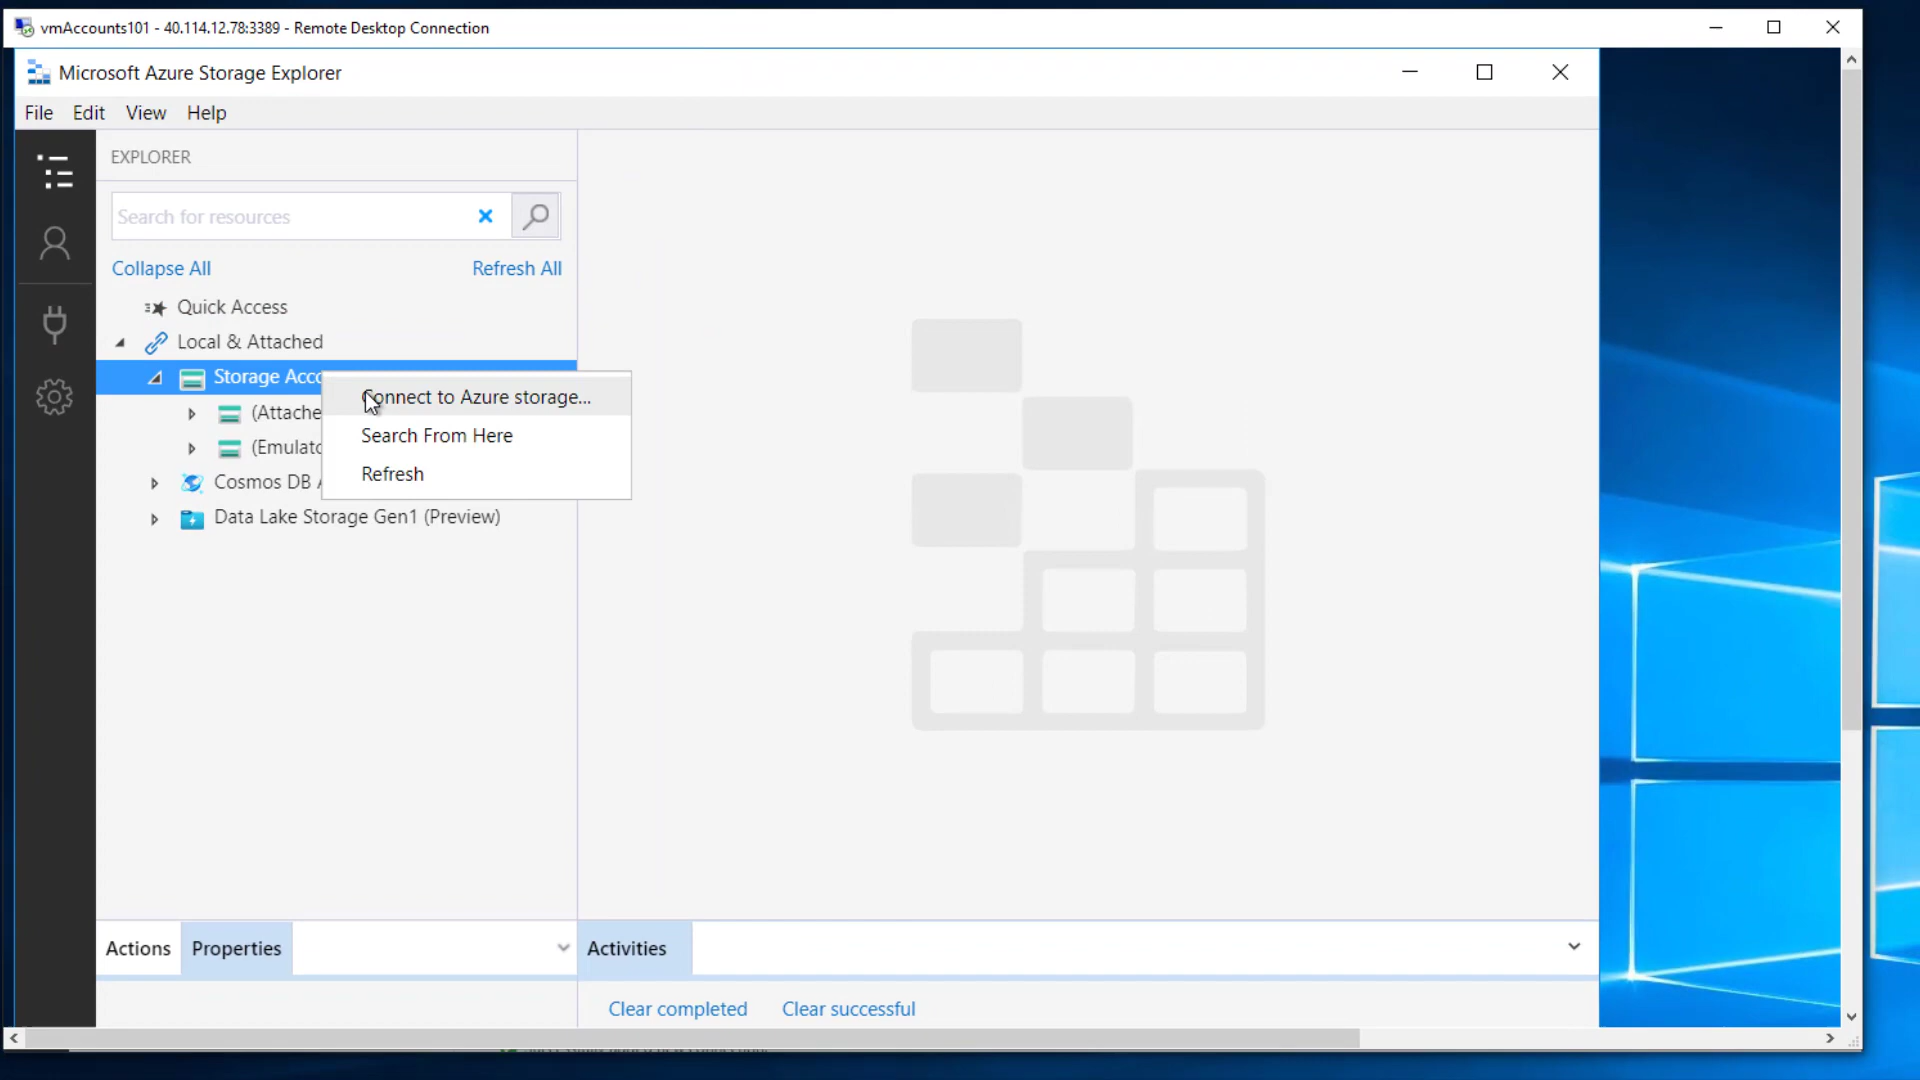 vmAccounts101 - 40.114.12.78:3389 - Remote Desktop Connection
Microsoft Azure Storage Explorer
File Edit View Help
EXPLORER
Search for resources
Collapse All Refresh All
Quick Access
Local & Attached
Storage Acco
Connect to Azure storage...
(Attache
Search From Here
(Emulato
Refresh
Cosmos DB A
Data Lake Storage Gen1 (Preview)
Actions Properties Activities
Clear completed Clear successful